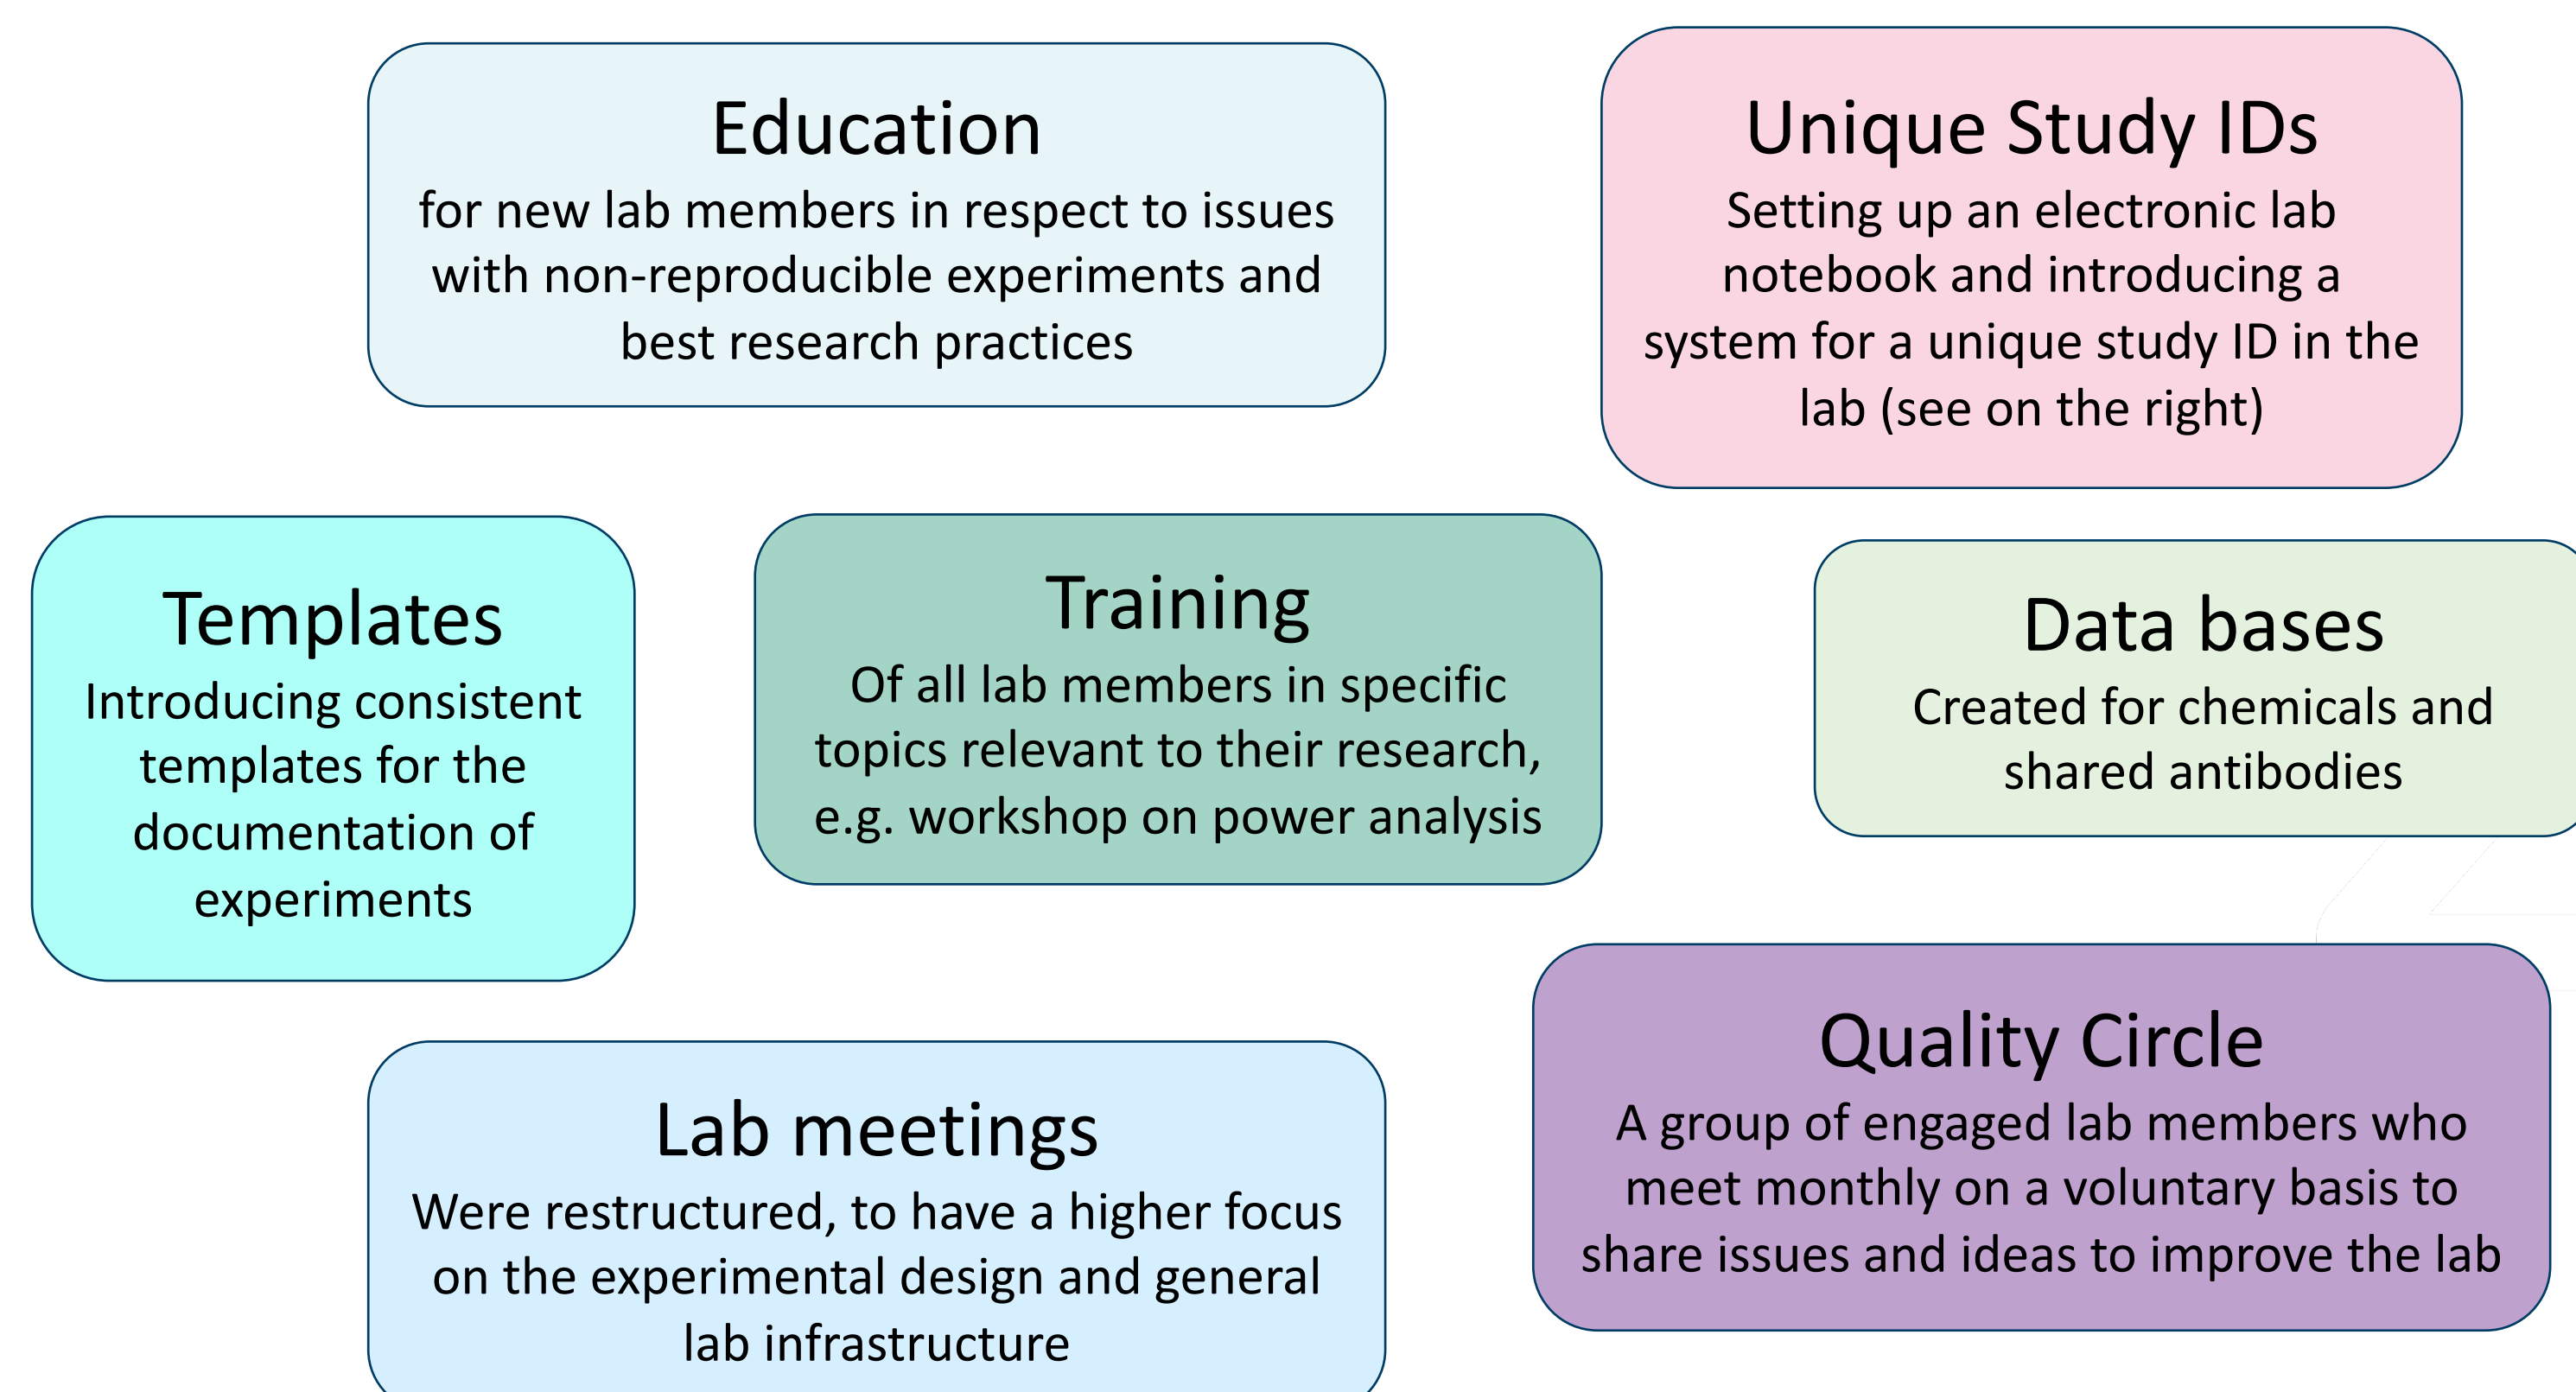 Education
for new lab members in respect to issues
with non-reproducible experiments and
best research practices
Unique Study IDs
Setting up an electronic lab
notebook and introducing a
system for a unique study ID in the
lab (see on the right)
Templates
Introducing consistent
templates for the
documentation of
experiments
Training
Of all lab members in specific
topics relevant to their research,
e.g. workshop on power analysis
Data bases
Created for chemicals and
shared antibodies
Lab meetings
Were restructured, to have a higher focus
on the experimental design and general
lab infrastructure
Quality Circle
A group of engaged lab members who
meet monthly on a voluntary basis to
share issues and ideas to improve the lab